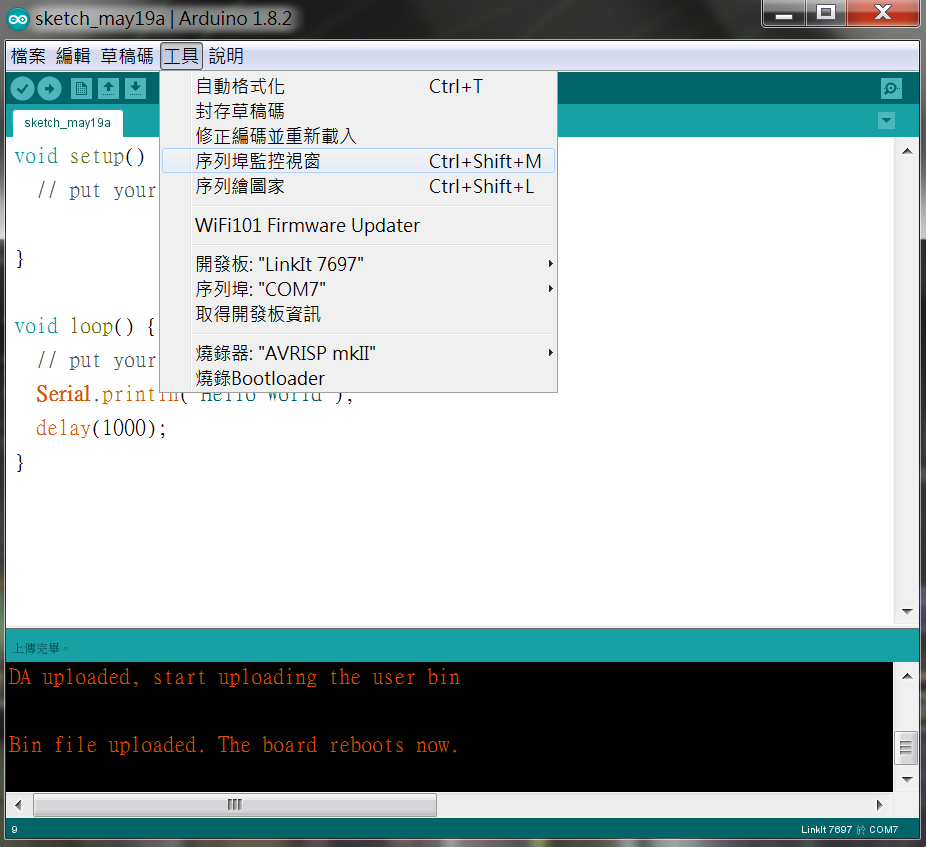 sketch_may19a | Arduino 1.8.2
檔案 編輯 草稿碼 工具 說明
sketch_may19a
自動格式化 Ctrl+T
封存草稿碼
修正編碼並重新載入
序列埠監控視窗 Ctrl+Shift+M
序列繪圖家 Ctrl+Shift+L
WiFi101 Firmware Updater
開發板: "LinkIt 7697"
序列埠: "COM7"
取得開發板資訊
燒錄器: "AVRISP mkII"
燒錄Bootloader
void setup()
// put your
}
void loop() {
// put your
Serial.println("Hello World");
delay(1000);
}
上傳完畢。
DA uploaded, start uploading the user bin
Bin file uploaded. The board reboots now.
9 LinkIt 7697 於 COM7